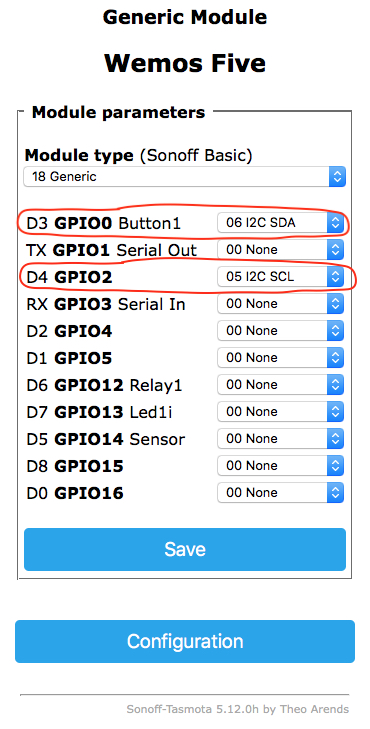 Generic Module
Wemos Five
Module parameters
Module type (Sonoff Basic)
18 Generic
D3 GPIO0 Button1 06 I2C SDA
TX GPIO1 Serial Out 00 None
D4 GPIO2 05 I2C SCL
RX GPIO3 Serial In 00 None
D2 GPIO4 00 None
D1 GPIO5 00 None
D6 GPIO12 Relay1 00 None
D7 GPIO13 Led1i 00 None
D5 GPIO14 Sensor 00 None
D8 GPIO15 00 None
D0 GPIO16 00 None
Save
Configuration
Sonoff-Tasmota 5.12.0h by Theo Arends